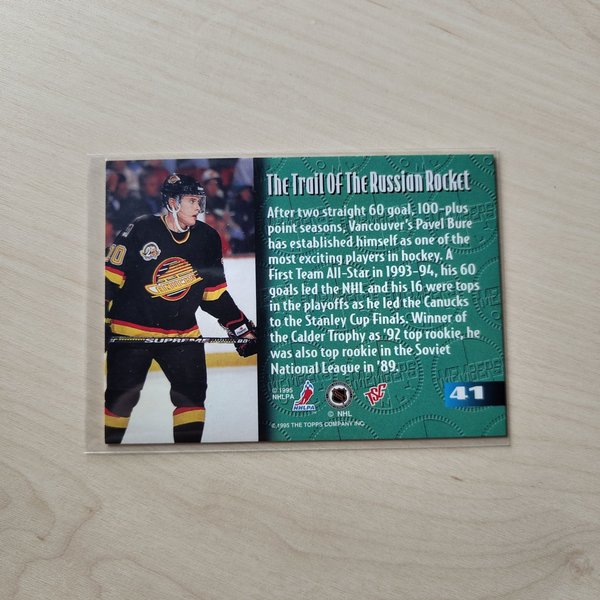 The Trail Of The Russian Rocket
After two straight 60 goal, 100-plus
point seasons, Vancouver's Pavel Bure
has established himself as one of the
most exciting players in hockey. A
First Team All-Star in 1993-94, his 60
goals led the NHL and his 16 were tops
in the playoffs as he led the Canucks
to the Stanley Cup Finals. Winner of
the Calder Trophy as '92 top rookie, he
was also top rookie in the Soviet
National League in '89.
© 1995
NHLPA
NHLPA
© NHL
TSC
41
© 1995 THE TOPPS COMPANY, INC.
10
SUPREME
MEMBERS